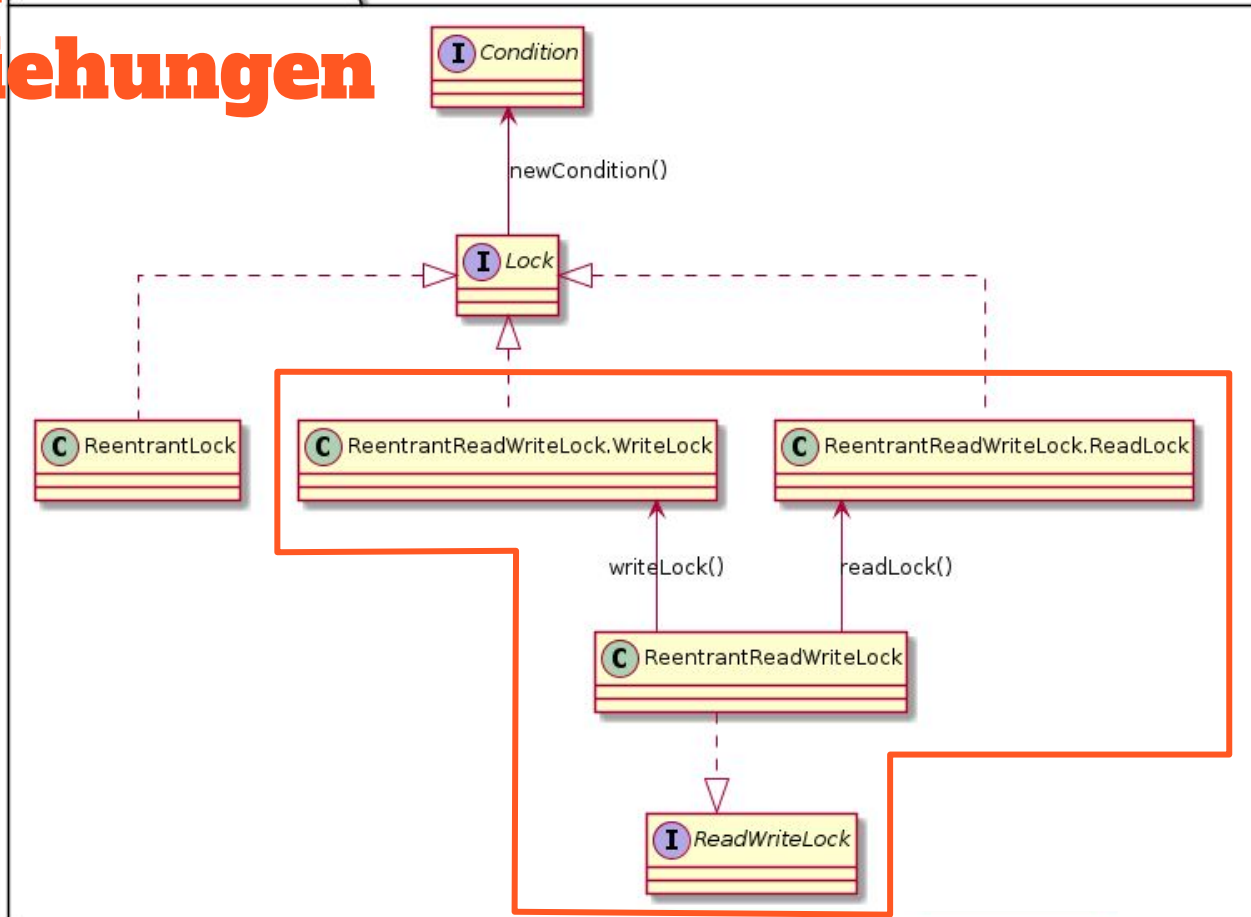 ehungen
I Condition
newCondition()
I Lock
C ReentrantLock
C ReentrantReadWriteLock.WriteLock
C ReentrantReadWriteLock.ReadLock
writeLock()
readLock()
C ReentrantReadWriteLock
I ReadWriteLock